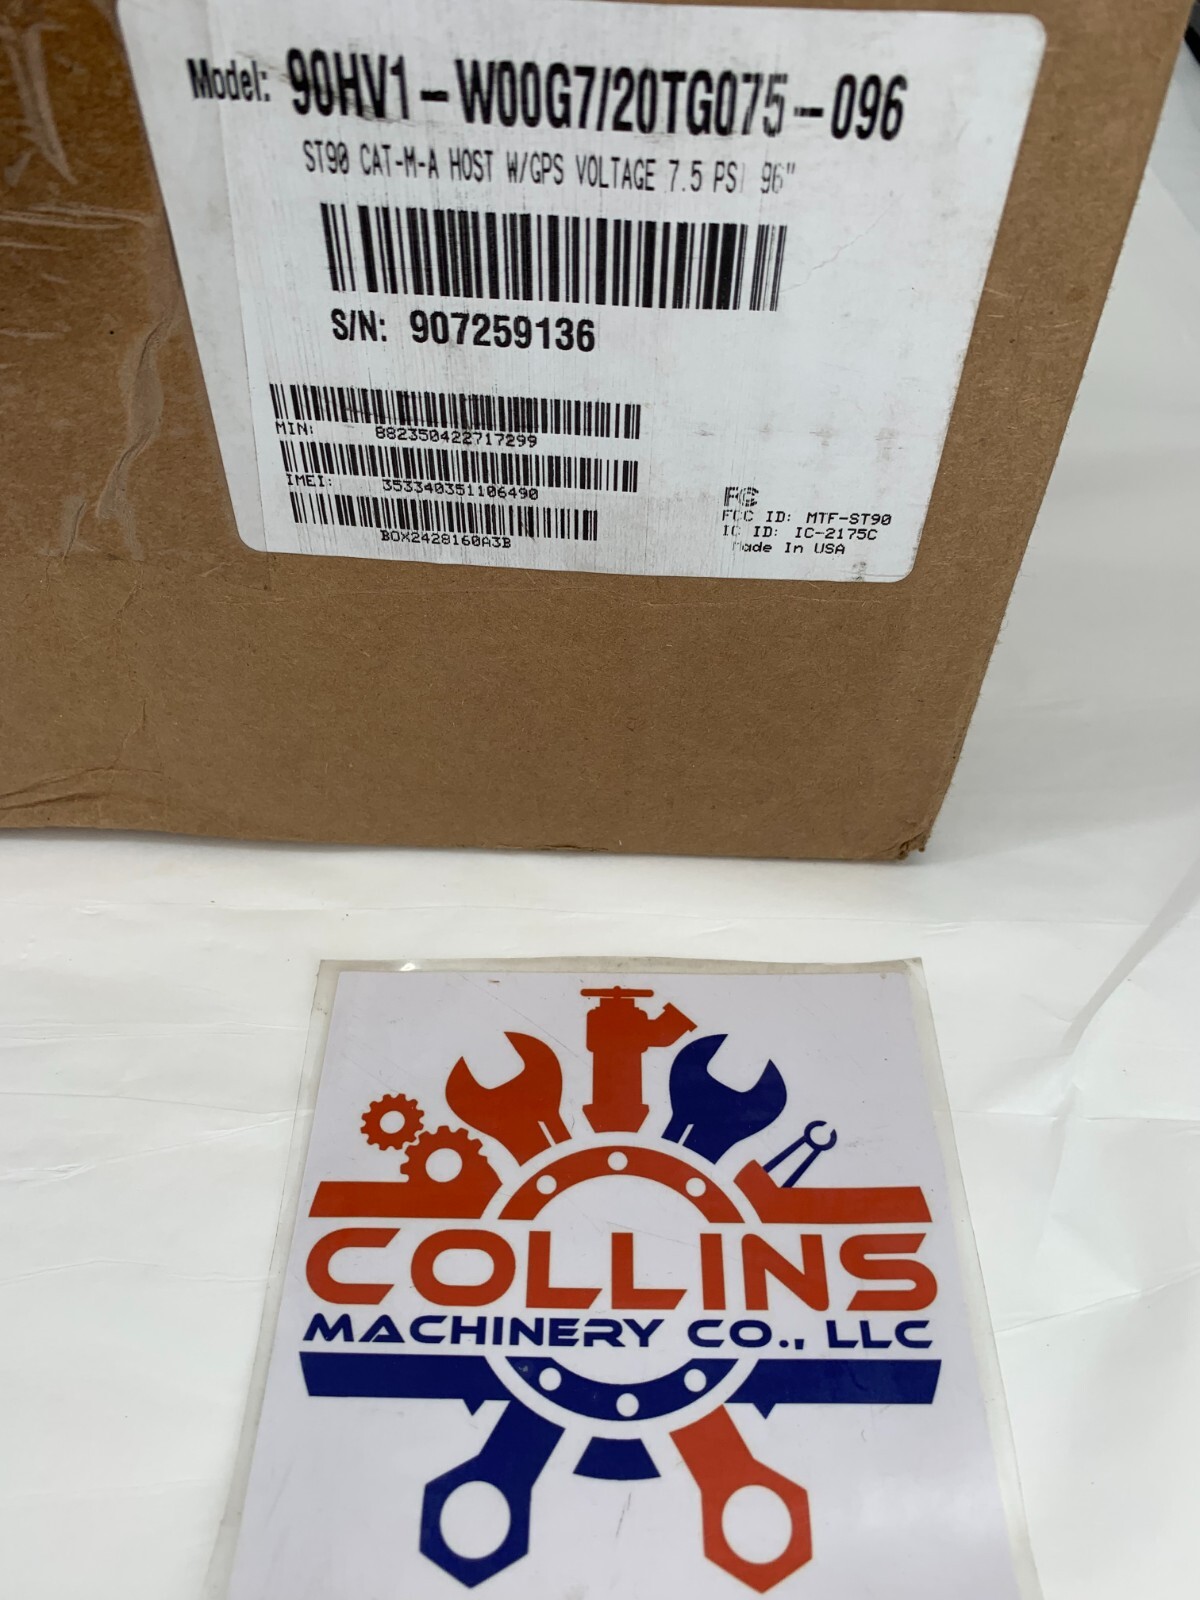 Model: 90HV1-W00G7/20TG075-096
ST90 CAT-M-A HOST W/GPS VOLTAGE 7.5 PSI 96"
S/N: 907259136
MIN: 882350422717299
IMEI: 353340351106490
BOX2428160A3B
FC
FCC ID: MTF-ST90
IC ID: IC-2175C
Made In USA
COLLINS
MACHINERY CO., LLC